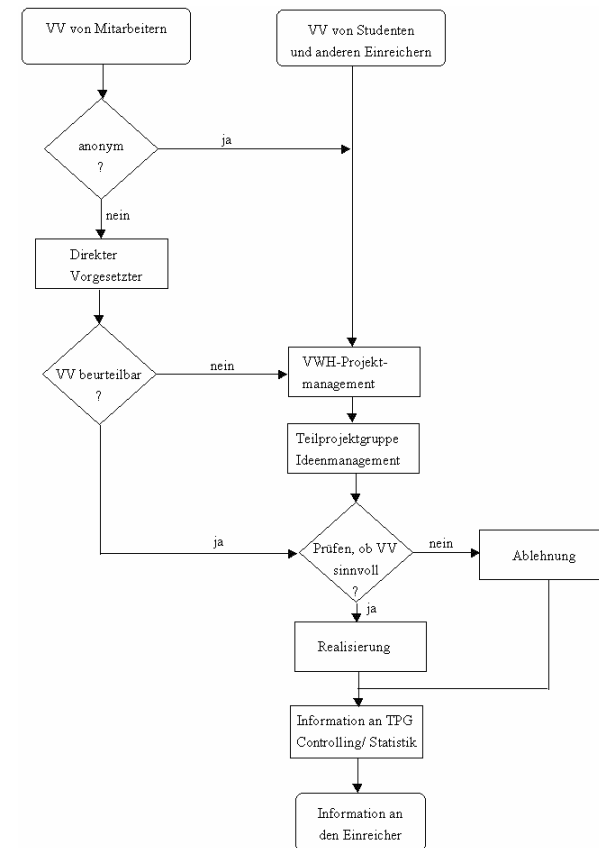 VV von Mitarbeitern
VV von Studenten
und anderen Einreichern
anonym
?
ja
nein
Direkter
Vorgesetzter
VV beurteilbar
?
nein
VWH-Projekt-
management
Teilprojektgruppe
Ideenmanagement
ja
Prüfen, ob VV
sinnvoll
?
nein
Ablehnung
ja
Realisierung
Information an TPG
Controlling/ Statistik
Information an
den Einreicher